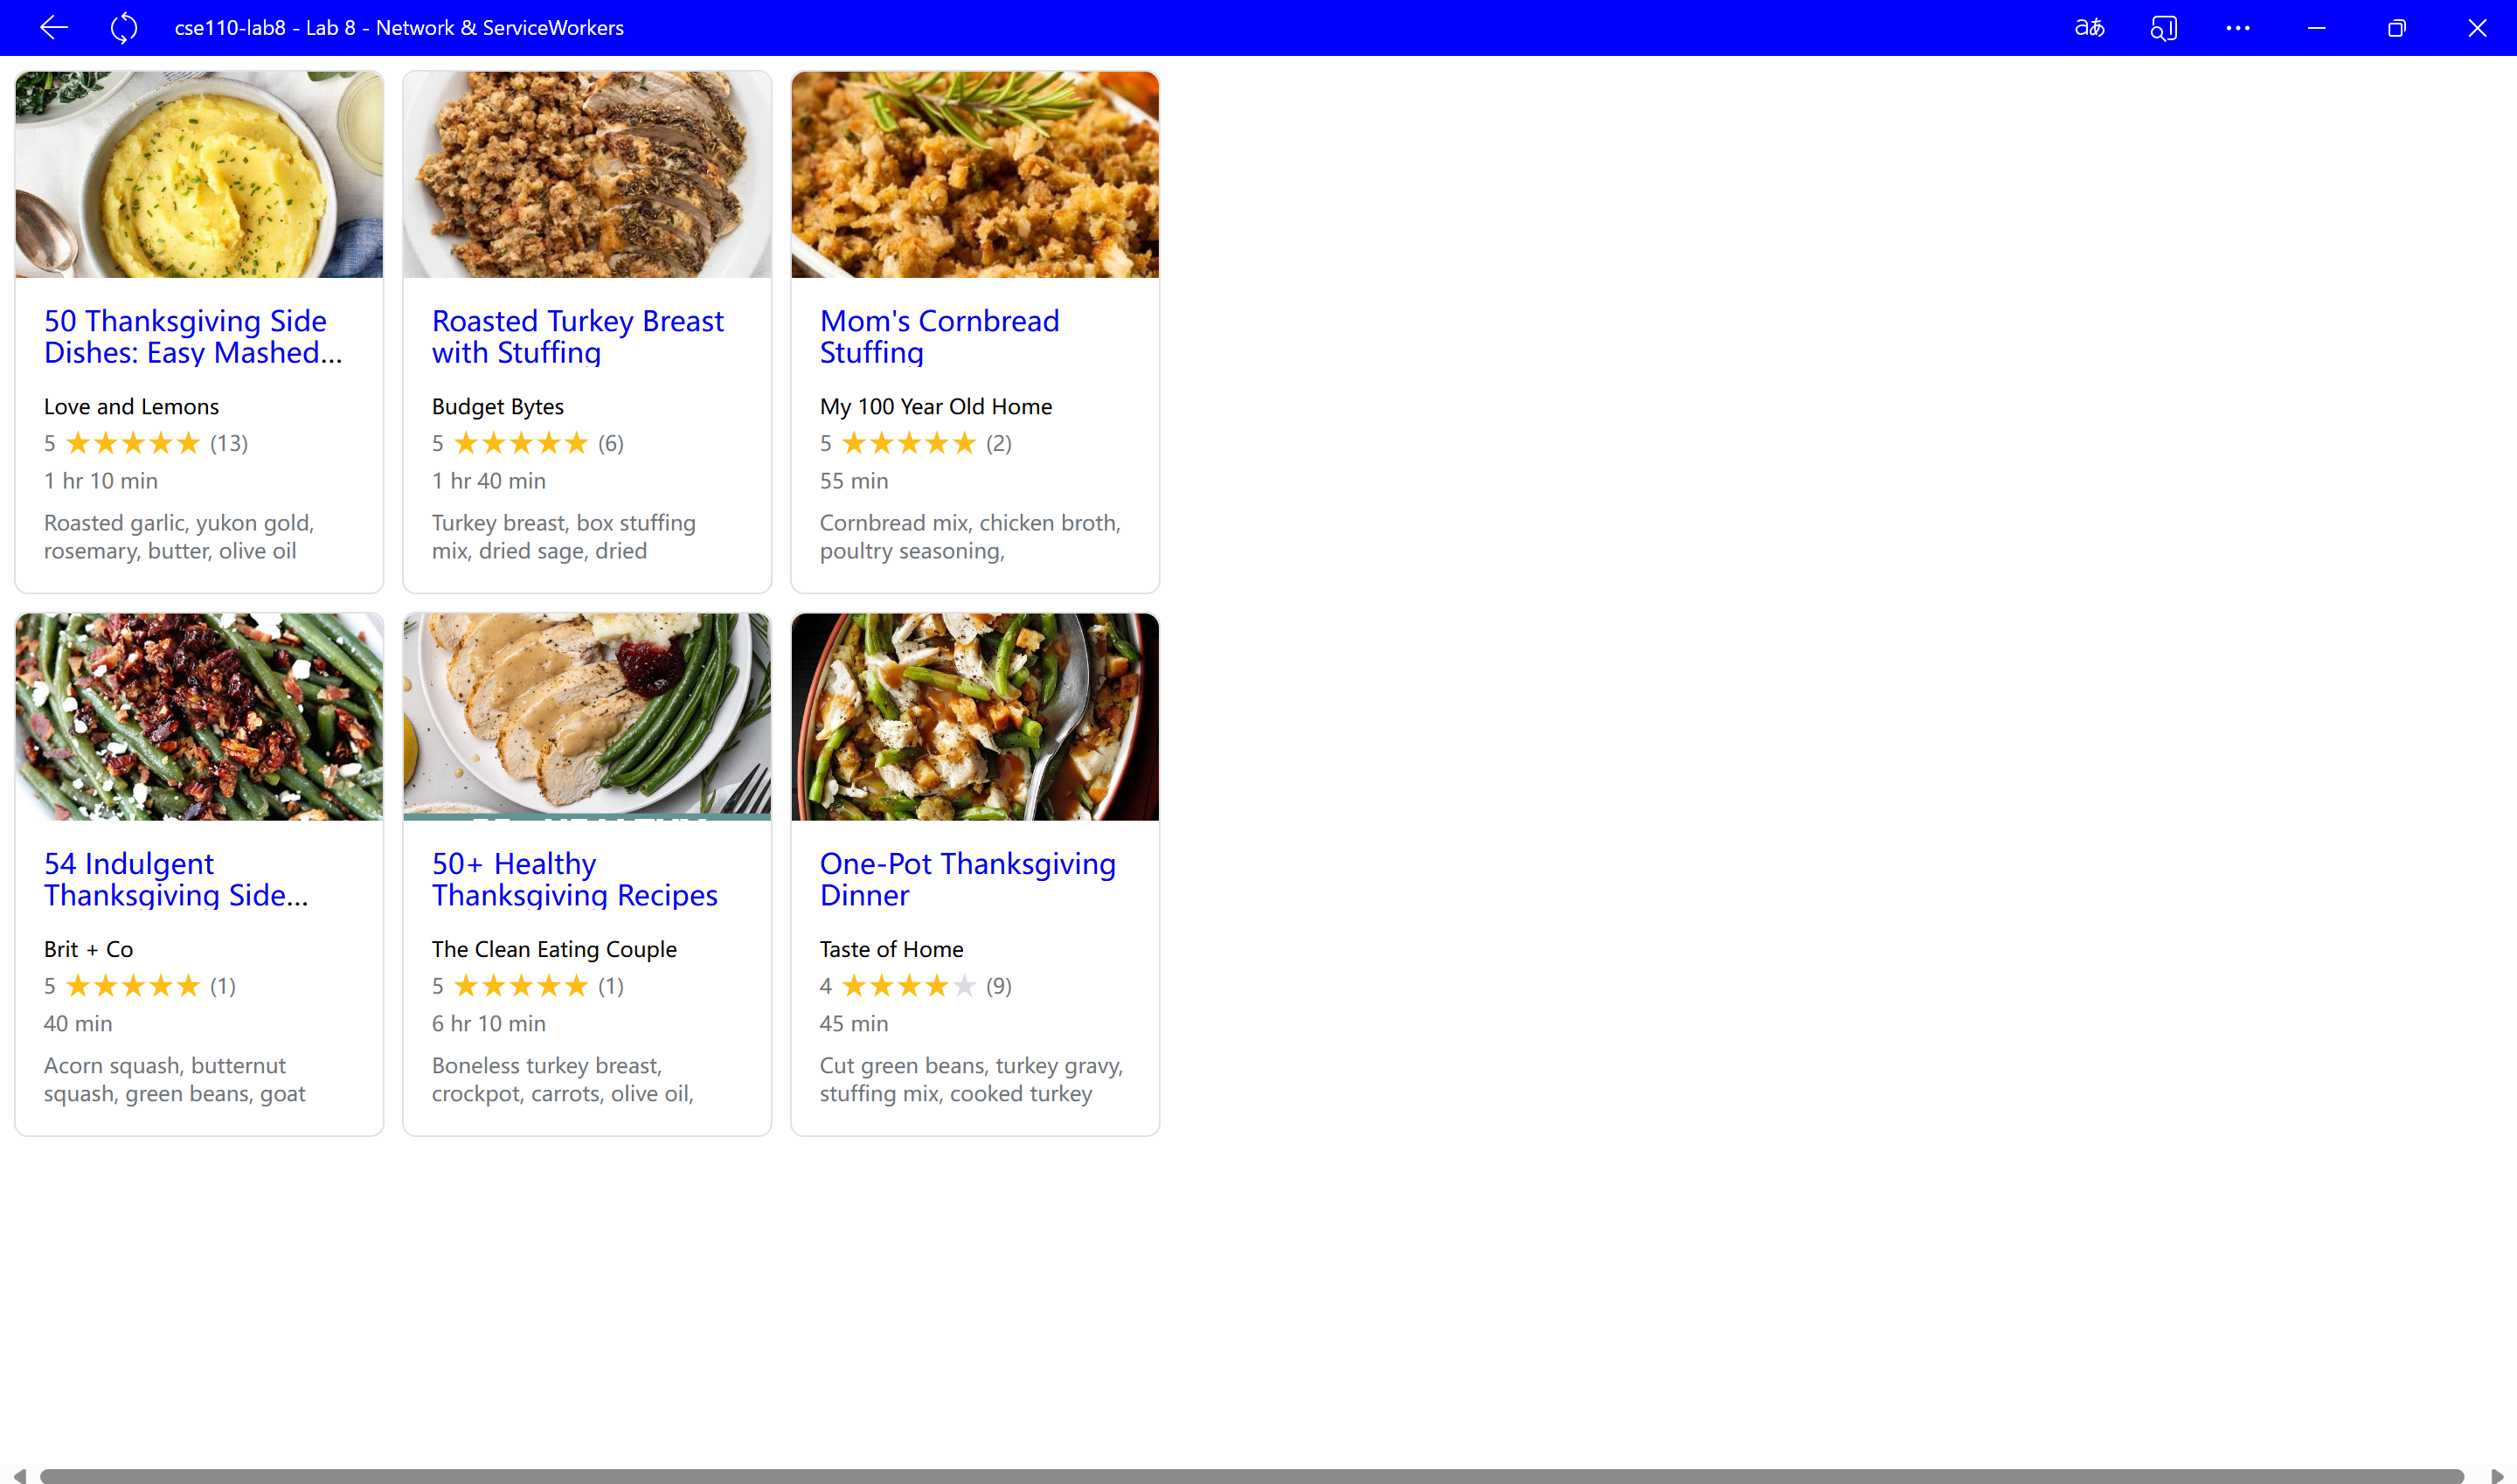 cse110-lab8 - Lab 8 - Network & ServiceWorkers
aあ
50 Thanksgiving Side
Dishes: Easy Mashed...
Love and Lemons
5 ★★★★★ (13)
1 hr 10 min
Roasted garlic, yukon gold,
rosemary, butter, olive oil
Roasted Turkey Breast
with Stuffing
Budget Bytes
5 ★★★★★ (6)
1 hr 40 min
Turkey breast, box stuffing
mix, dried sage, dried
Mom's Cornbread
Stuffing
My 100 Year Old Home
5 ★★★★★ (2)
55 min
Cornbread mix, chicken broth,
poultry seasoning,
54 Indulgent
Thanksgiving Side...
Brit + Co
5 ★★★★★ (1)
40 min
Acorn squash, butternut
squash, green beans, goat
50+ Healthy
Thanksgiving Recipes
The Clean Eating Couple
5 ★★★★★ (1)
6 hr 10 min
Boneless turkey breast,
crockpot, carrots, olive oil,
One-Pot Thanksgiving
Dinner
Taste of Home
4 ★★★★★ (9)
45 min
Cut green beans, turkey gravy,
stuffing mix, cooked turkey